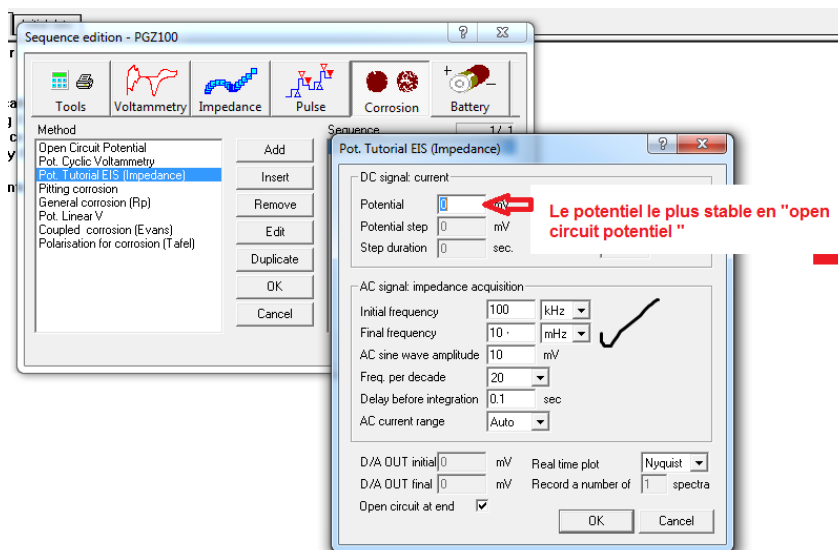 Sequence edition - PGZ100
Tools
Voltammetry
Impedance
Pulse
Corrosion
Battery
Method
Sequence
1/ 1
Open Circuit Potential
Pot. Cyclic Voltammetry
Pot. Tutorial EIS (Impedance)
Pitting corrosion
General corrosion (Rp)
Pot. Linear V
Coupled corrosion (Evans)
Polarisation for corrosion (Tafel)
Add
Insert
Remove
Edit
Duplicate
OK
Cancel
Pot. Tutorial EIS (Impedance)
DC signal: current
Potential 0 mV
Potential step 0 mV
Step duration 0 sec.
Le potentiel le plus stable en "open
circuit potentiel "
AC signal: impedance acquisition
Initial frequency 100 kHz
Final frequency 10 · mHz
AC sine wave amplitude 10 mV
Freq. per decade 20
Delay before integration 0.1 sec
AC current range Auto
D/A OUT initial 0 mV Real time plot Nyquist
D/A OUT final 0 mV Record a number of 1 spectra
Open circuit at end
OK Cancel